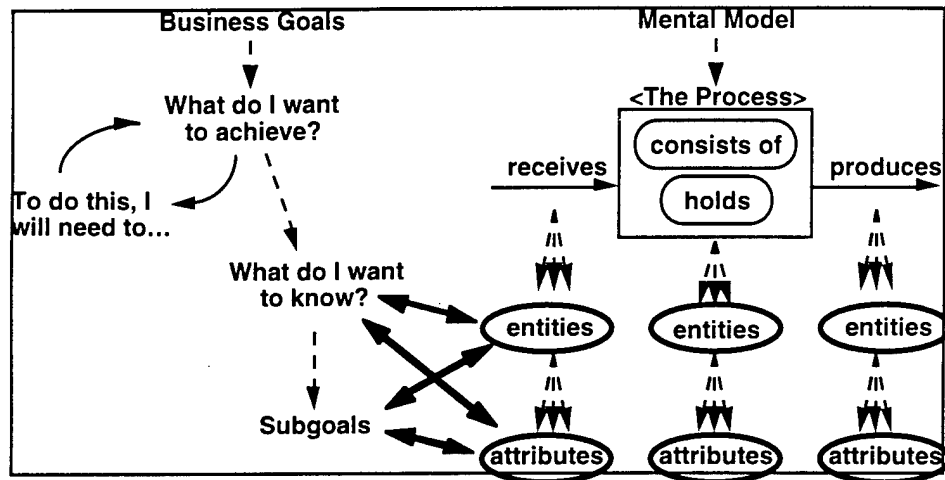 Business Goals
What do I want
to achieve?
To do this, I
will need to...
What do I want
to know?
Subgoals
Mental Model
<The Process>
consists of
holds
receives
produces
entities
entities
entities
attributes
attributes
attributes